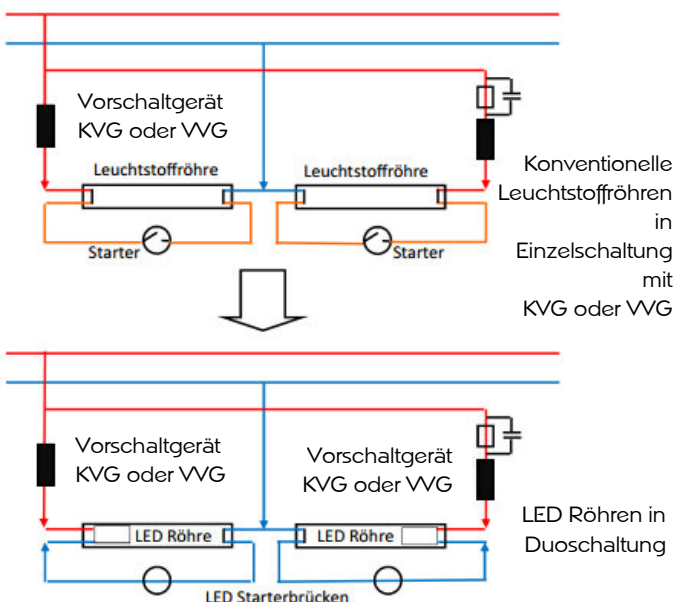 Vorschaltgerät
KVG oder VVG
Leuchtstoffröhre
Leuchtstoffröhre
Starter
Starter
Konventionelle
Leuchtstoffröhren
in
Einzelschaltung
mit
KVG oder VVG
Vorschaltgerät
KVG oder VVG
Vorschaltgerät
KVG oder VVG
LED Röhre
LED Röhre
LED Starterbrücken
LED Röhren in
Duoschaltung